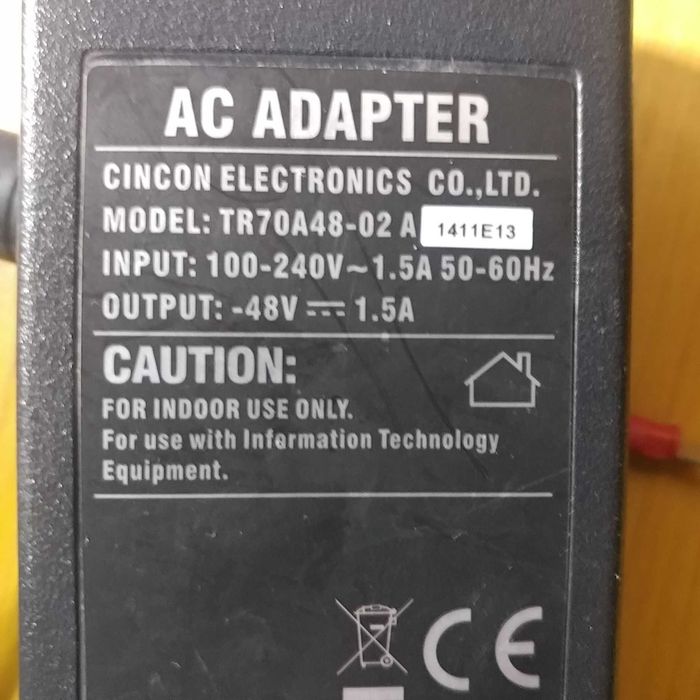 AC ADAPTER
CINCON ELECTRONICS CO.,LTD.
MODEL: TR70A48-02 A 1411E13
INPUT: 100-240V~1.5A 50-60Hz
OUTPUT: -48V ⎓ 1.5A
CAUTION:
FOR INDOOR USE ONLY.
For use with Information Technology
Equipment.
CE